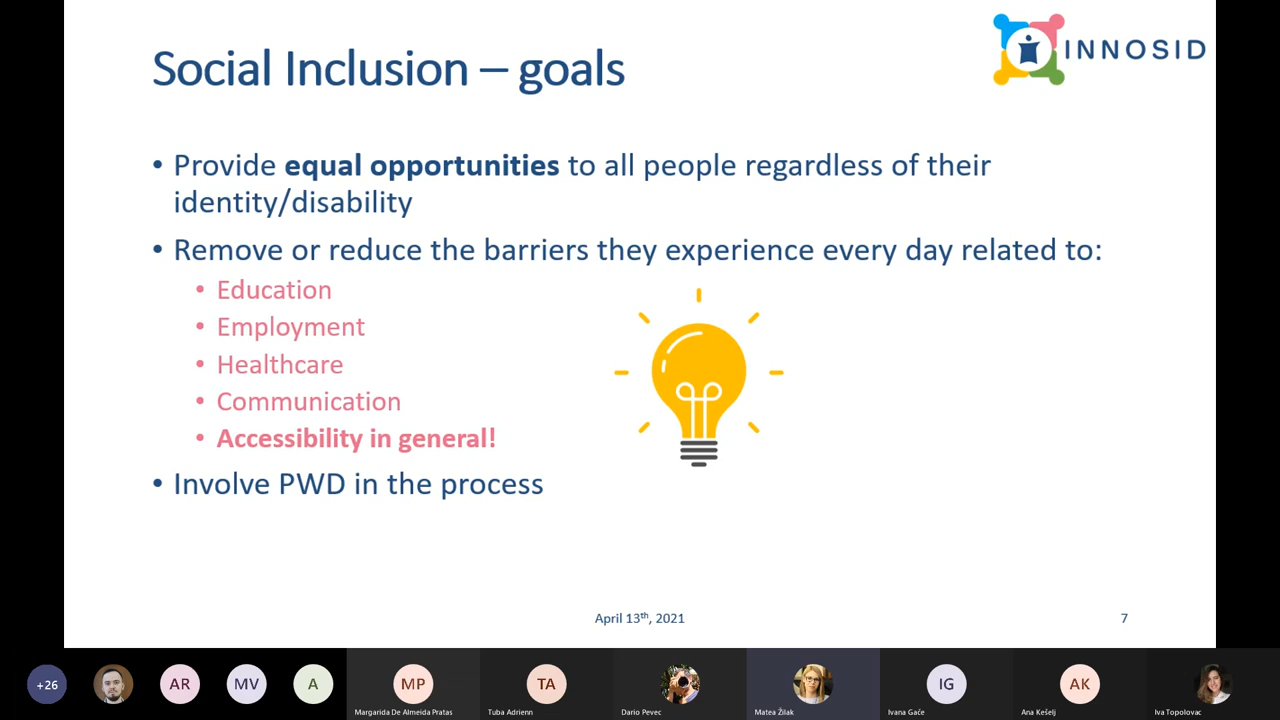 INNOSID
Social Inclusion – goals
• Provide equal opportunities to all people regardless of their
identity/disability
• Remove or reduce the barriers they experience every day related to:
• Education
• Employment
• Healthcare
• Communication
• Accessibility in general!
• Involve PWD in the process
April 13th, 2021
7
+26
AR
MV
A
MP
TA
IG
AK
Margarida De Almeida Pratas
Tuba Adrienn
Dario Pevec
Matea Žilak
Ivana Gače
Ana Kešelj
Iva Topolovac